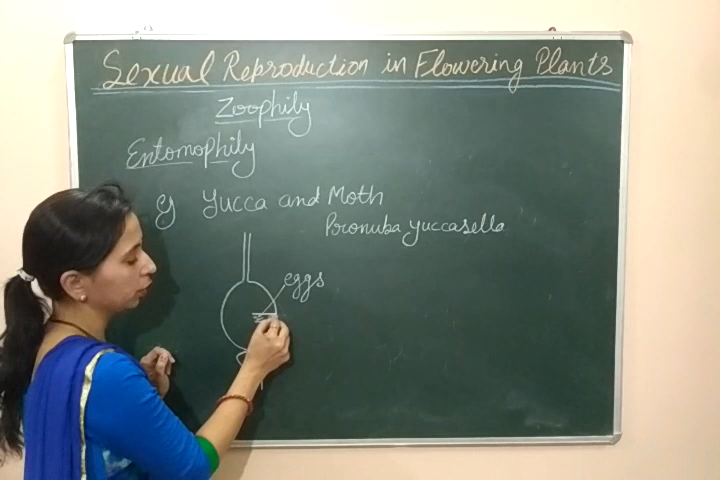 Sexual Reproduction in Flowering Plants
Zoophily
Entomophily
eg Yucca and Moth
Pronuba yuccasella
eggs